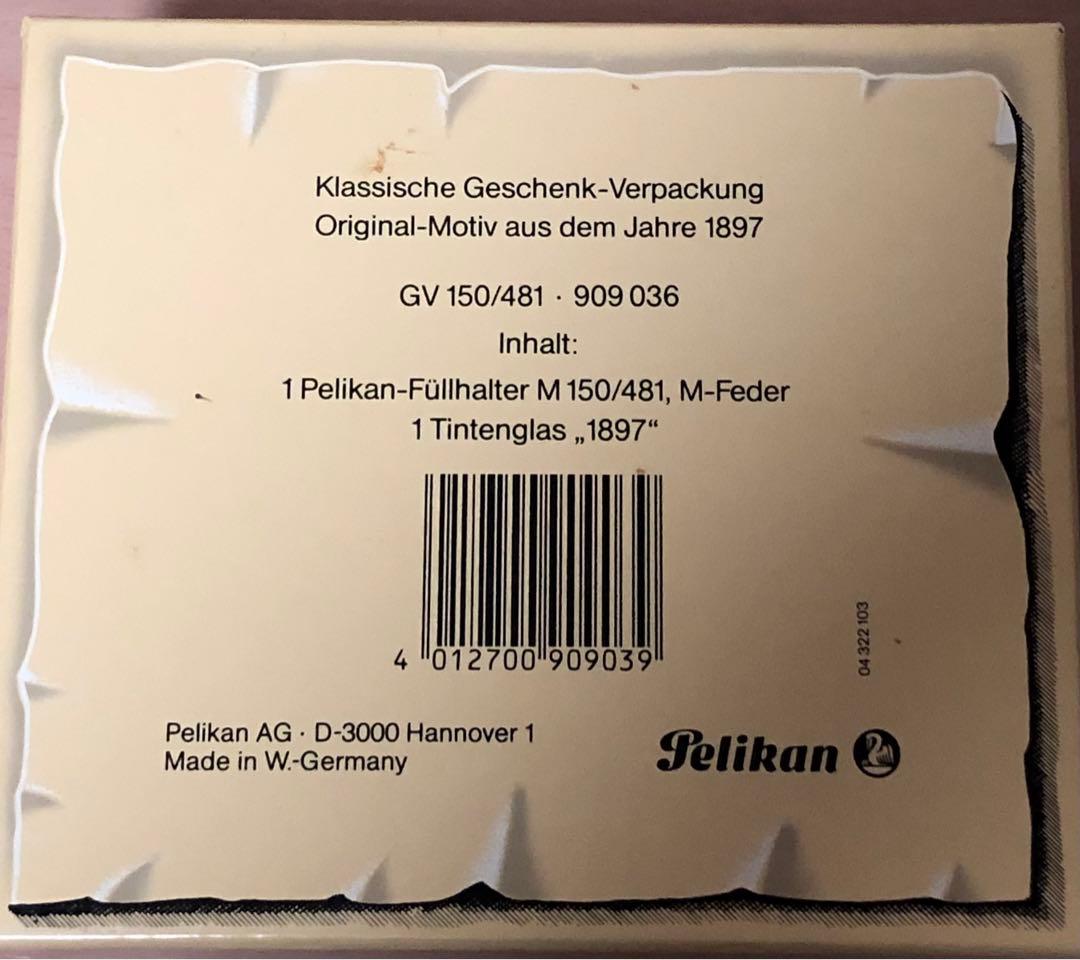 Klassische Geschenk-Verpackung
Original-Motiv aus dem Jahre 1897
GV 150/481 · 909 036
Inhalt:
1 Pelikan-Füllhalter M 150/481, M-Feder
1 Tintenglas „1897“
4 012700 909039
04 322 103
Pelikan AG · D-3000 Hannover 1
Made in W.-Germany
Pelikan